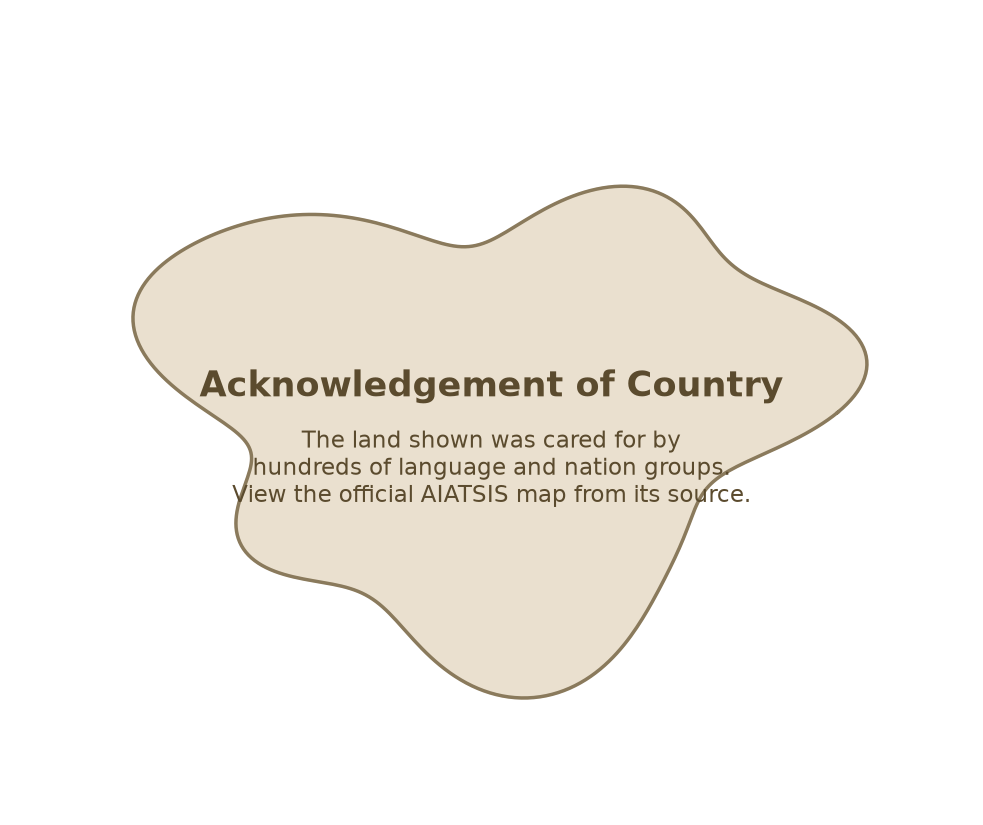 Acknowledgement of Country
The land shown was cared for by
hundreds of language and nation groups.
View the official AIATSIS map from its source.